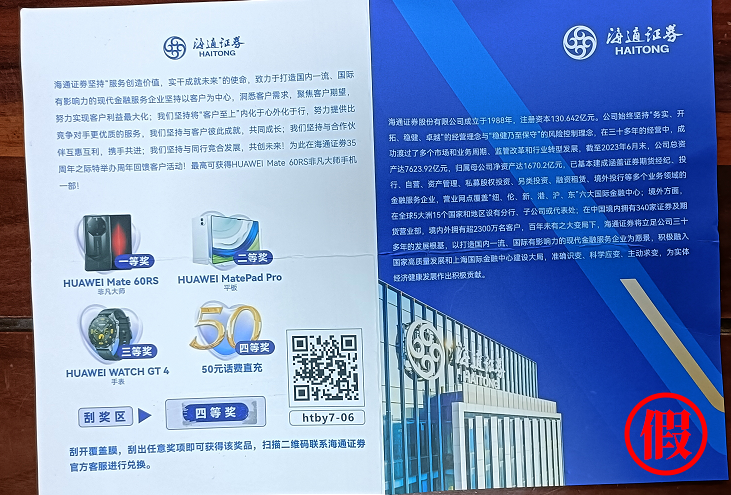 海通证券
HAITONG
海通证券坚持“服务创造价值，实干成就未来”的使命，致力于打造国内一流、国际
有影响力的现代金融服务企业坚持以客户为中心，洞悉客户需求，聚焦客户期望，
努力实现客户利益最大化；我们坚持将“客户至上”内化于心外化于行，努力提供比
竞争对手更优质的服务，我们坚持与客户彼此成就，共同成长；我们坚持与合作伙
伴互惠互利，携手共进；我们坚持与同行竞合发展，共创未来！为此在海通证券35
周年之际特举办周年回馈客户活动！最高可获得HUAWEI Mate 60RS非凡大师手机
一部！
一等奖
HUAWEI Mate 60RS
非凡大师
二等奖
HUAWEI MatePad Pro
平板
三等奖
HUAWEI WATCH GT 4
手表
50
四等奖
50元话费直充
htby7-06
刮奖区
四等奖
刮开覆盖膜，刮出任意奖项即可获得该奖品，扫描二维码联系海通证券
官方客服进行兑换。
海通证券
HAITONG
海通证券股份有限公司成立于1988年，注册资本130.642亿元。公司始终坚持“务实、开
拓、稳健、卓越”的经营理念与“稳健乃至保守”的风险控制理念，在三十多年的经营中，成
功渡过了多个市场和业务周期、监管改革和行业转型发展，截至2023年6月末，公司总资
产达7623.92亿元，归属母公司净资产达1670.2亿元，已基本建成涵盖证券期货经纪、投
行、自营、资产管理、私募股权投资、另类投资、融资租赁、境外投行等多个业务领域的
金融服务企业，营业网点覆盖“纽、伦、新、港、沪、东”六大国际金融中心；境外方面，
在全球5大洲15个国家和地区设有分行、子公司或代表处；在中国境内拥有340家证券及期
货营业部，境内外拥有超2300万名客户，百年未有之大变局下，海通证券将立足公司三十
多年的发展根基，以打造国内一流、国际有影响力的现代金融服务企业为愿景，积极融入
国家高质量发展和上海国际金融中心建设大局，准确识变、科学应变、主动求变，为实体
经济健康发展作出积极贡献。
海通证券
HAITONG
假